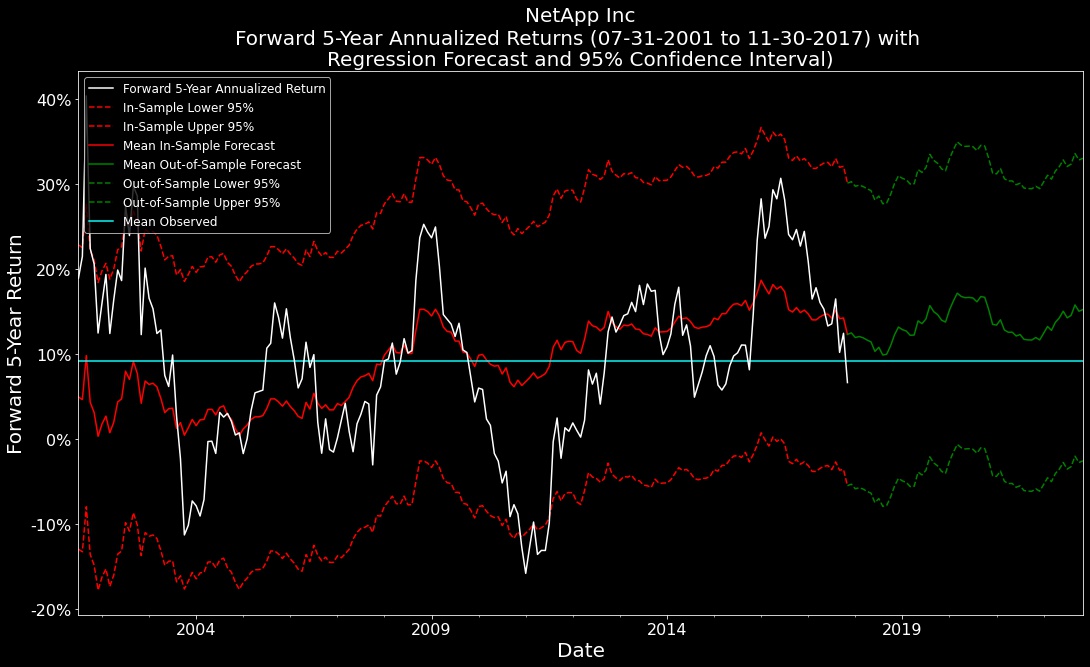 NetApp Inc
Forward 5-Year Annualized Returns (07-31-2001 to 11-30-2017) with
Regression Forecast and 95% Confidence Interval)
Forward 5-Year Annualized Return
In-Sample Lower 95%
In-Sample Upper 95%
Mean In-Sample Forecast
Mean Out-of-Sample Forecast
Out-of-Sample Lower 95%
Out-of-Sample Upper 95%
Mean Observed
Forward 5-Year Return
40%
30%
20%
10%
0%
-10%
-20%
2004
2009
2014
2019
Date